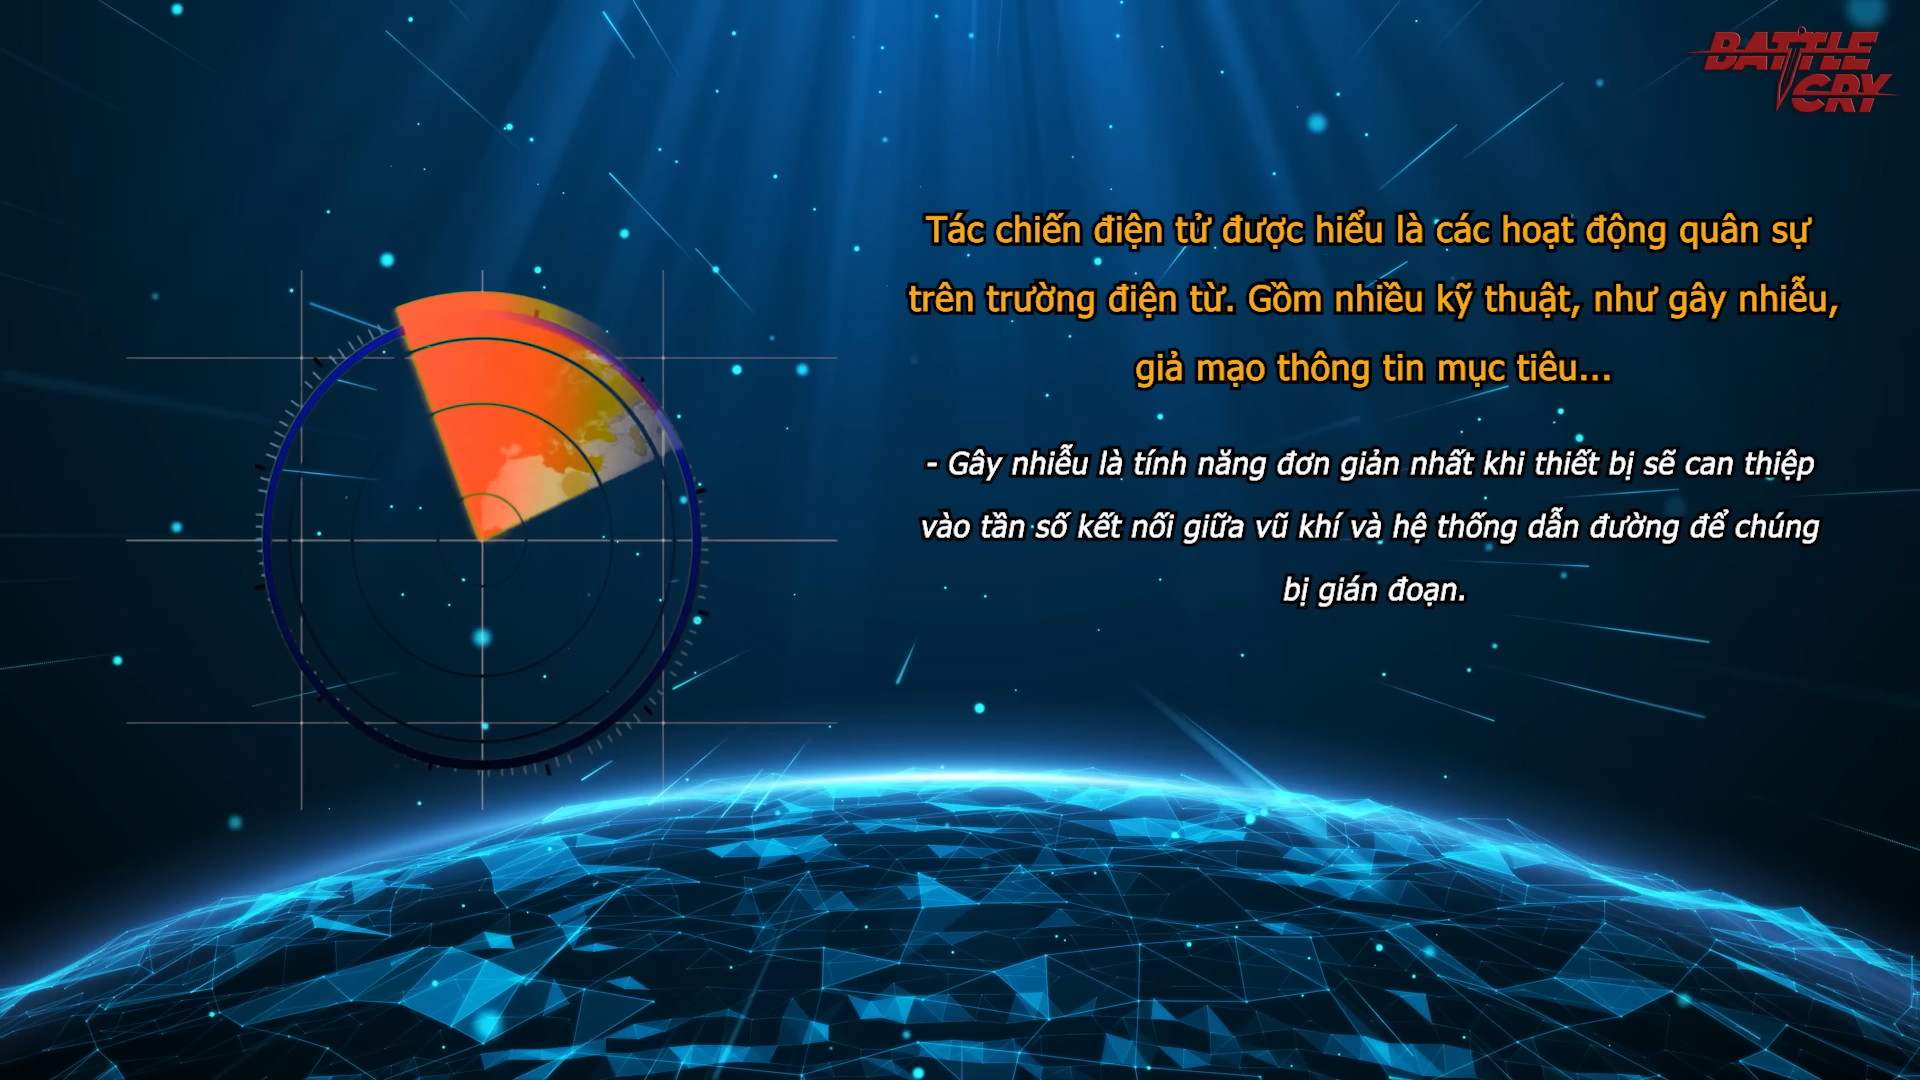 BATTLE
CRY
Tác chiến điện tử được hiểu là các hoạt động quân sự
trên trường điện từ. Gồm nhiều kỹ thuật, như gây nhiễu,
giả mạo thông tin mục tiêu...
- Gây nhiễu là tính năng đơn giản nhất khi thiết bị sẽ can thiệp
vào tần số kết nối giữa vũ khí và hệ thống dẫn đường để chúng
bị gián đoạn.